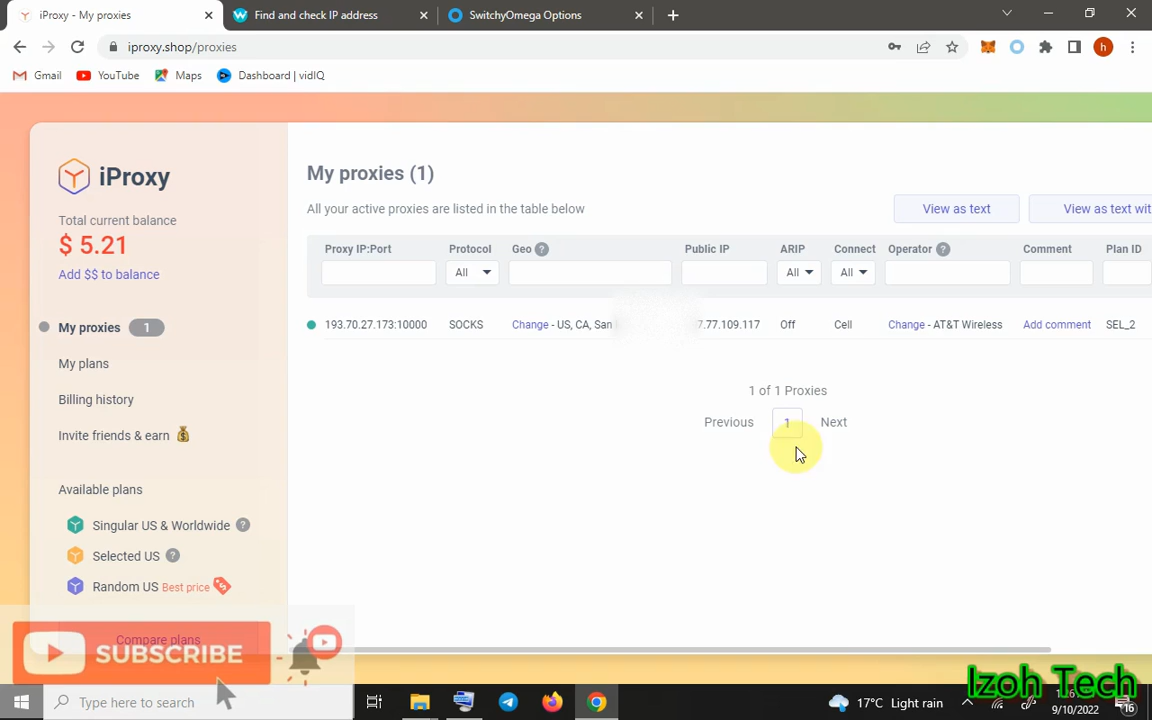 iProxy - My proxies
Find and check IP address
SwitchyOmega Options
iproxy.shop/proxies
h
Gmail
YouTube
Maps
Dashboard | vidIQ
iProxy
Total current balance
$ 5.21
Add $$ to balance
My proxies 1
My plans
Billing history
Invite friends & earn
Available plans
Singular US & Worldwide ?
Selected US ?
Random US Best price
Compare plans
My proxies (1)
All your active proxies are listed in the table below
View as text
View as text wit
Proxy IP:Port Protocol Geo ? Public IP ARIP Connect Operator ? Comment Plan ID
All All All
193.70.27.173:10000 SOCKS Change - US, CA, San 7.77.109.117 Off Cell Change - AT&T Wireless Add comment SEL_2
1 of 1 Proxies
Previous 1 Next
SUBSCRIBE
Izoh Tech
Type here to search
17°C Light rain
9/10/2022
16